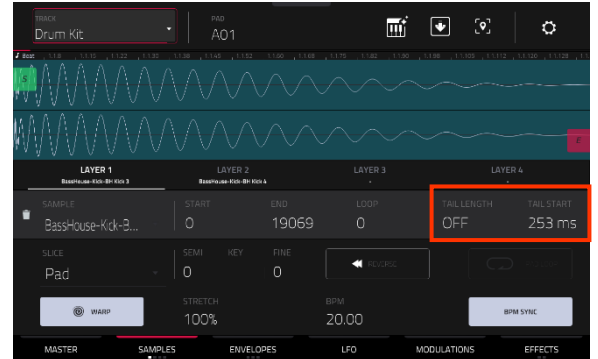 TRACK
Drum Kit
PAD
A01
Beat
S
E
LAYER 1
BassHouse-Kick-BH Kick 3
LAYER 2
BassHouse-Kick-BH Kick 4
LAYER 3
-
LAYER 4
-
SAMPLE
BassHouse-Kick-B...
START
0
END
19069
LOOP
0
TAIL LENGTH
OFF
TAIL START
253 ms
SLICE
Pad
SEMI
0
KEY
FINE
0
REVERSE
WARP
STRETCH
100%
BPM
20.00
BPM SYNC
MASTER
SAMPLES
ENVELOPES
LFO
MODULATIONS
EFFECTS